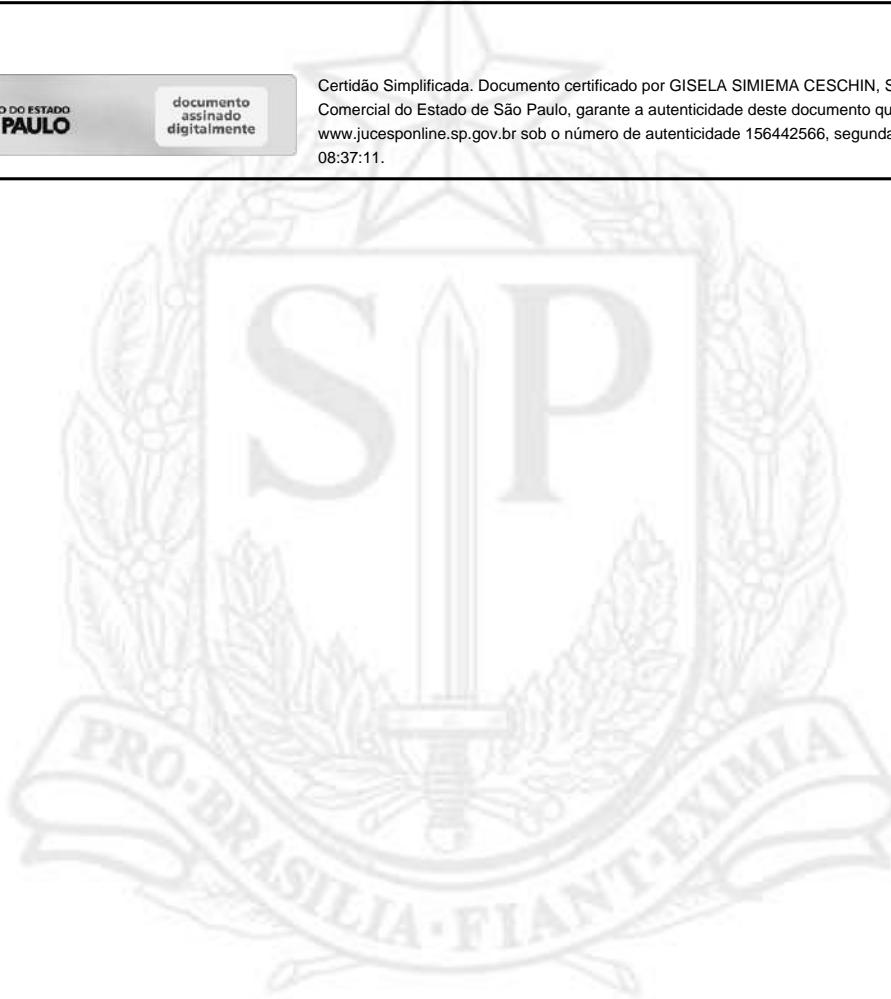 O DO ESTADO
PAULO
documento
assinado
digitalmente
Certidão Simplificada. Documento certificado por GISELA SIMIEMA CESCHIN, S
Comercial do Estado de São Paulo, garante a autenticidade deste documento qu
www.jucesponline.sp.gov.br sob o número de autenticidade 156442566, segunda
08:37:11.
S P
PRO·BRASILIA·FIANT·EXIMIA